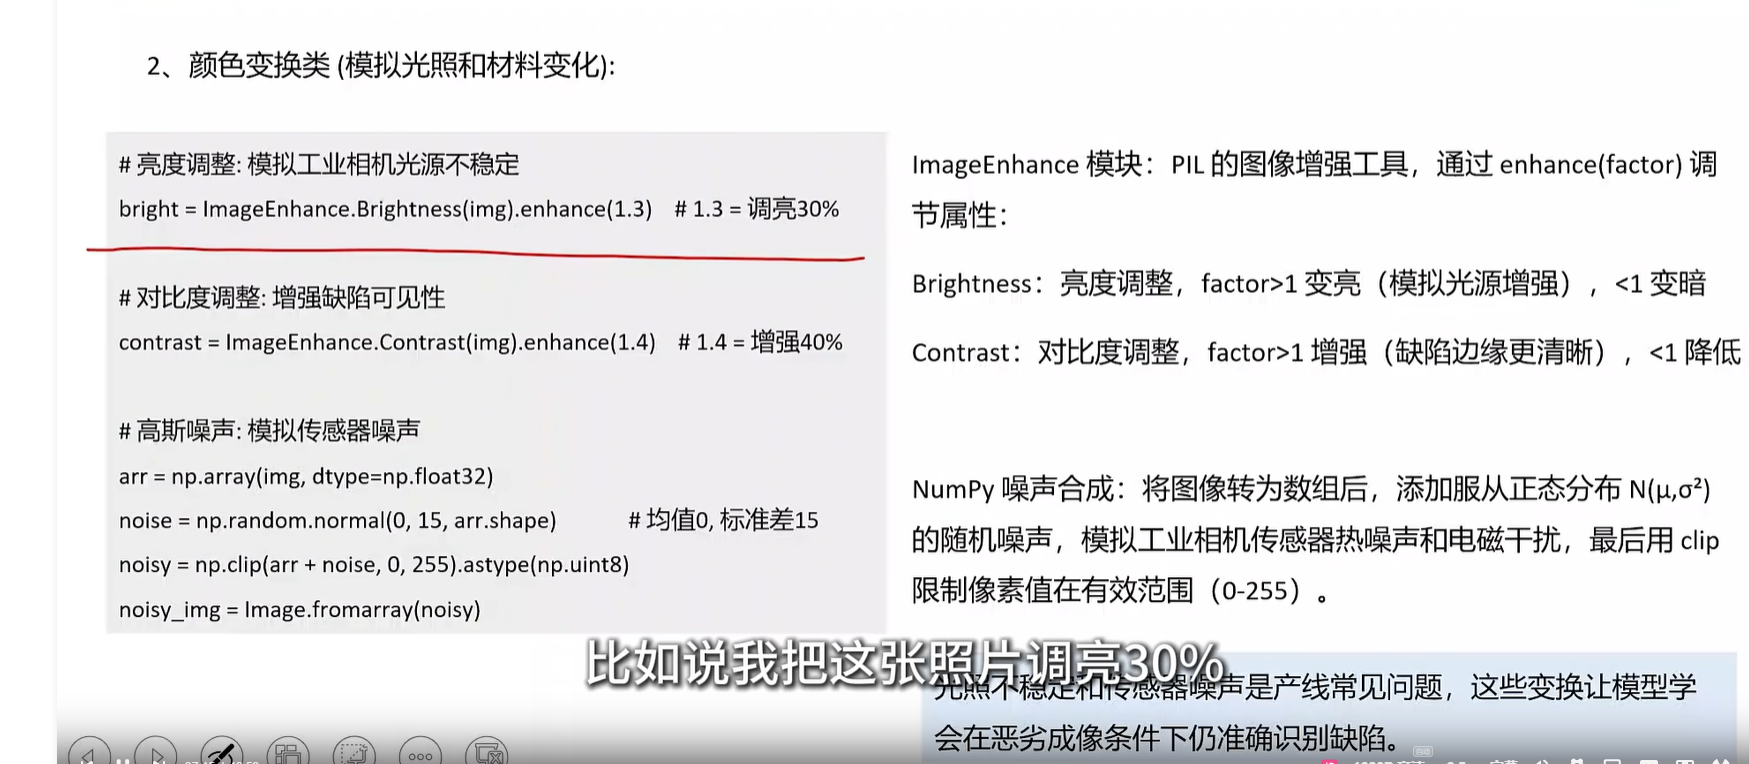 2、颜色变换类 (模拟光照和材料变化):
# 亮度调整: 模拟工业相机光源不稳定
bright = ImageEnhance.Brightness(img).enhance(1.3) # 1.3 = 调亮30%
# 对比度调整: 增强缺陷可见性
contrast = ImageEnhance.Contrast(img).enhance(1.4) # 1.4 = 增强40%
# 高斯噪声: 模拟传感器噪声
arr = np.array(img, dtype=np.float32)
noise = np.random.normal(0, 15, arr.shape) # 均值0, 标准差15
noisy = np.clip(arr + noise, 0, 255).astype(np.uint8)
noisy_img = Image.fromarray(noisy)
ImageEnhance 模块：PIL 的图像增强工具，通过 enhance(factor) 调
节属性：
Brightness：亮度调整，factor>1 变亮（模拟光源增强），<1 变暗
Contrast：对比度调整，factor>1 增强（缺陷边缘更清晰），<1 降低
NumPy 噪声合成：将图像转为数组后，添加服从正态分布 N(μ,σ²)
的随机噪声，模拟工业相机传感器热噪声和电磁干扰，最后用 clip
限制像素值在有效范围（0-255）。
比如说我把这张照片调亮30%
光照不稳定和传感器噪声是产线常见问题，这些变换让模型学
会在恶劣成像条件下仍准确识别缺陷。